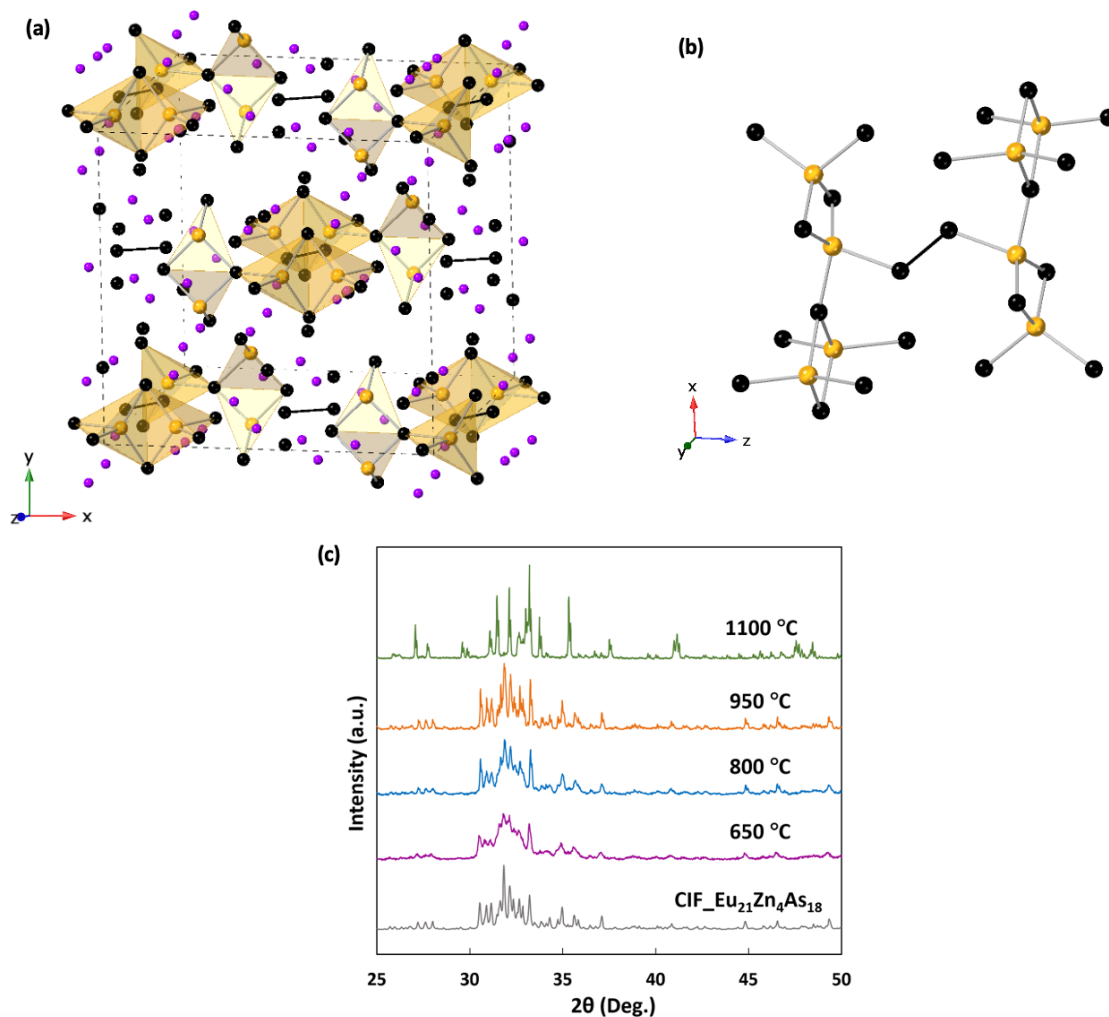 (a)
(b)
y
z
x
x
z
y
(c)
Intensity (a.u.)
1100 °C
950 °C
800 °C
650 °C
CIF_Eu₂₁Zn₄As₁₈
25
30
35
40
45
50
2θ (Deg.)